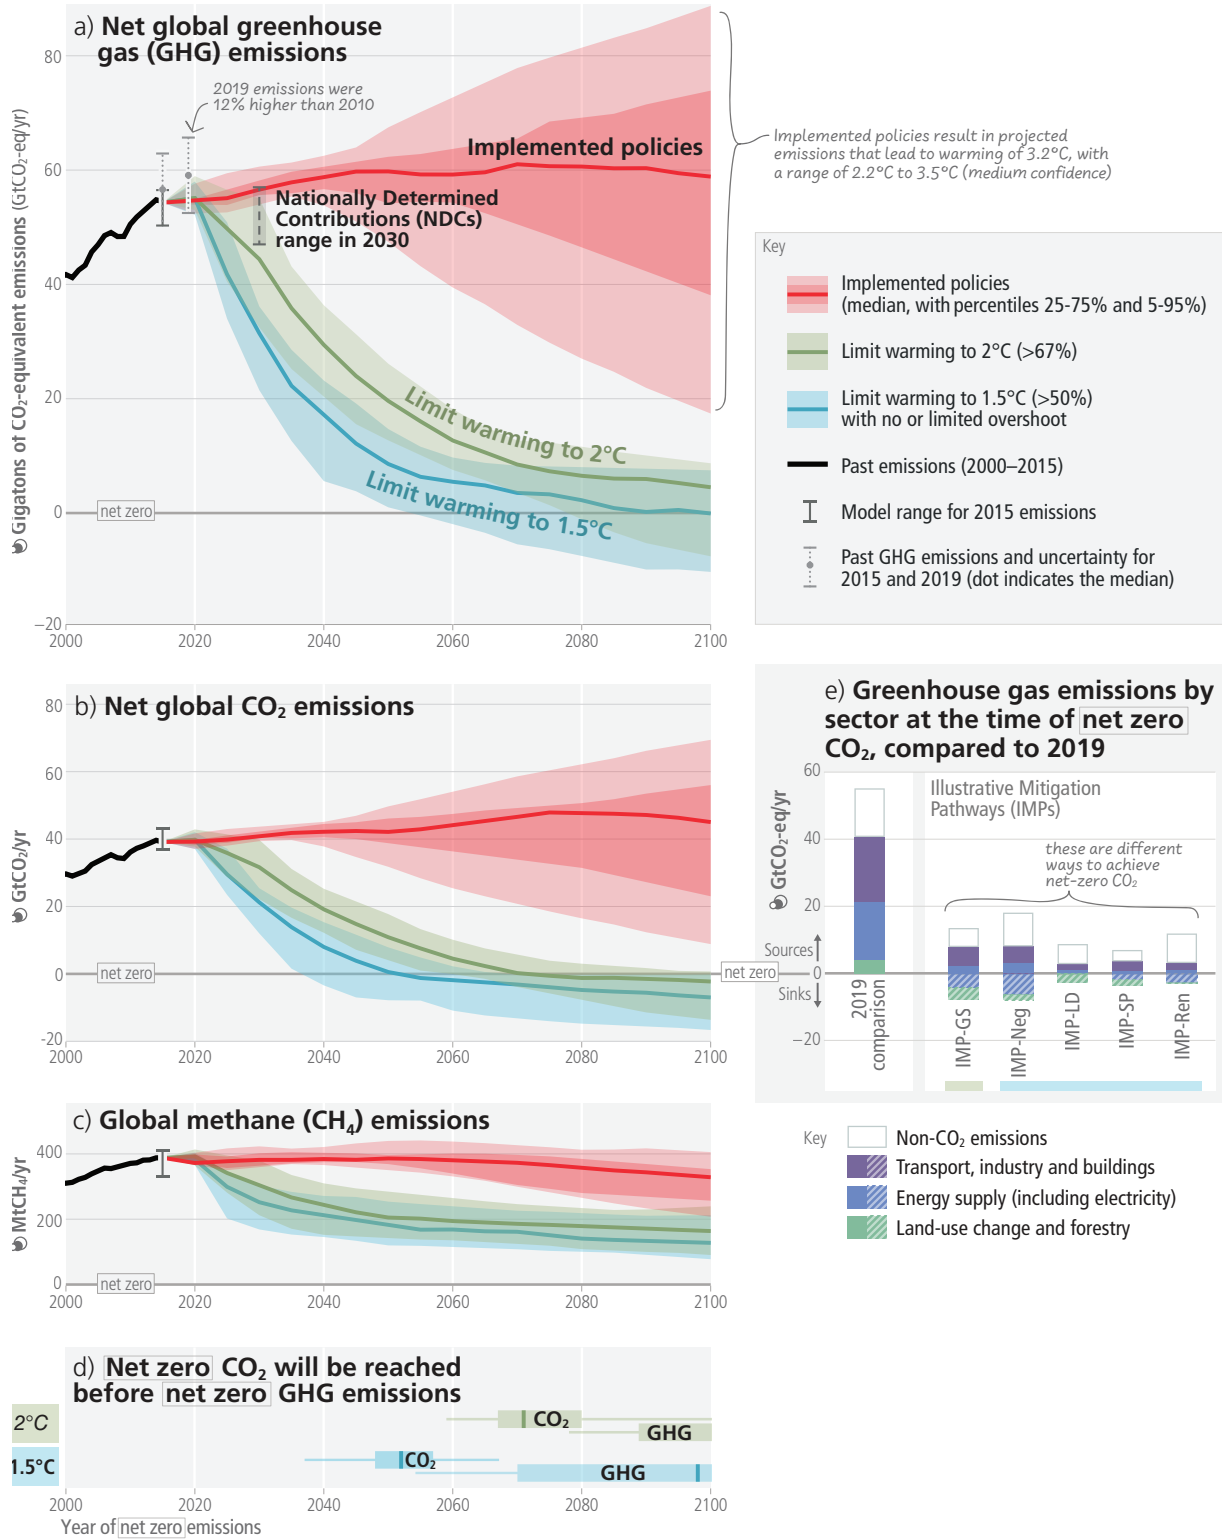 a) Net global greenhouse
gas (GHG) emissions
2019 emissions were
12% higher than 2010
Gigatons of CO₂-equivalent emissions (GtCO₂-eq/yr)
80
60
40
20
0
−20
net zero
Implemented policies
Nationally Determined
Contributions (NDCs)
range in 2030
Limit warming to 2°C
Limit warming to 1.5°C
2000
2020
2040
2060
2080
2100
Implemented policies result in projected
emissions that lead to warming of 3.2°C, with
a range of 2.2°C to 3.5°C (medium confidence)
Key
Implemented policies
(median, with percentiles 25-75% and 5-95%)
Limit warming to 2°C (>67%)
Limit warming to 1.5°C (>50%)
with no or limited overshoot
Past emissions (2000–2015)
Model range for 2015 emissions
Past GHG emissions and uncertainty for
2015 and 2019 (dot indicates the median)
b) Net global CO₂ emissions
GtCO₂/yr
80
60
40
20
0
-20
net zero
2000
2020
2040
2060
2080
2100
c) Global methane (CH₄) emissions
MtCH₄/yr
400
200
0
net zero
2000
2020
2040
2060
2080
2100
d) Net zero CO₂ will be reached
before net zero GHG emissions
2°C
1.5°C
CO₂
GHG
CO₂
GHG
2000
2020
2040
2060
2080
2100
Year of net zero emissions
e) Greenhouse gas emissions by
sector at the time of net zero
CO₂, compared to 2019
GtCO₂-eq/yr
60
40
20
0
−20
net zero
Sources
Sinks
Illustrative Mitigation
Pathways (IMPs)
these are different
ways to achieve
net-zero CO₂
2019
comparison
IMP-GS
IMP-Neg
IMP-LD
IMP-SP
IMP-Ren
Key
Non-CO₂ emissions
Transport, industry and buildings
Energy supply (including electricity)
Land-use change and forestry